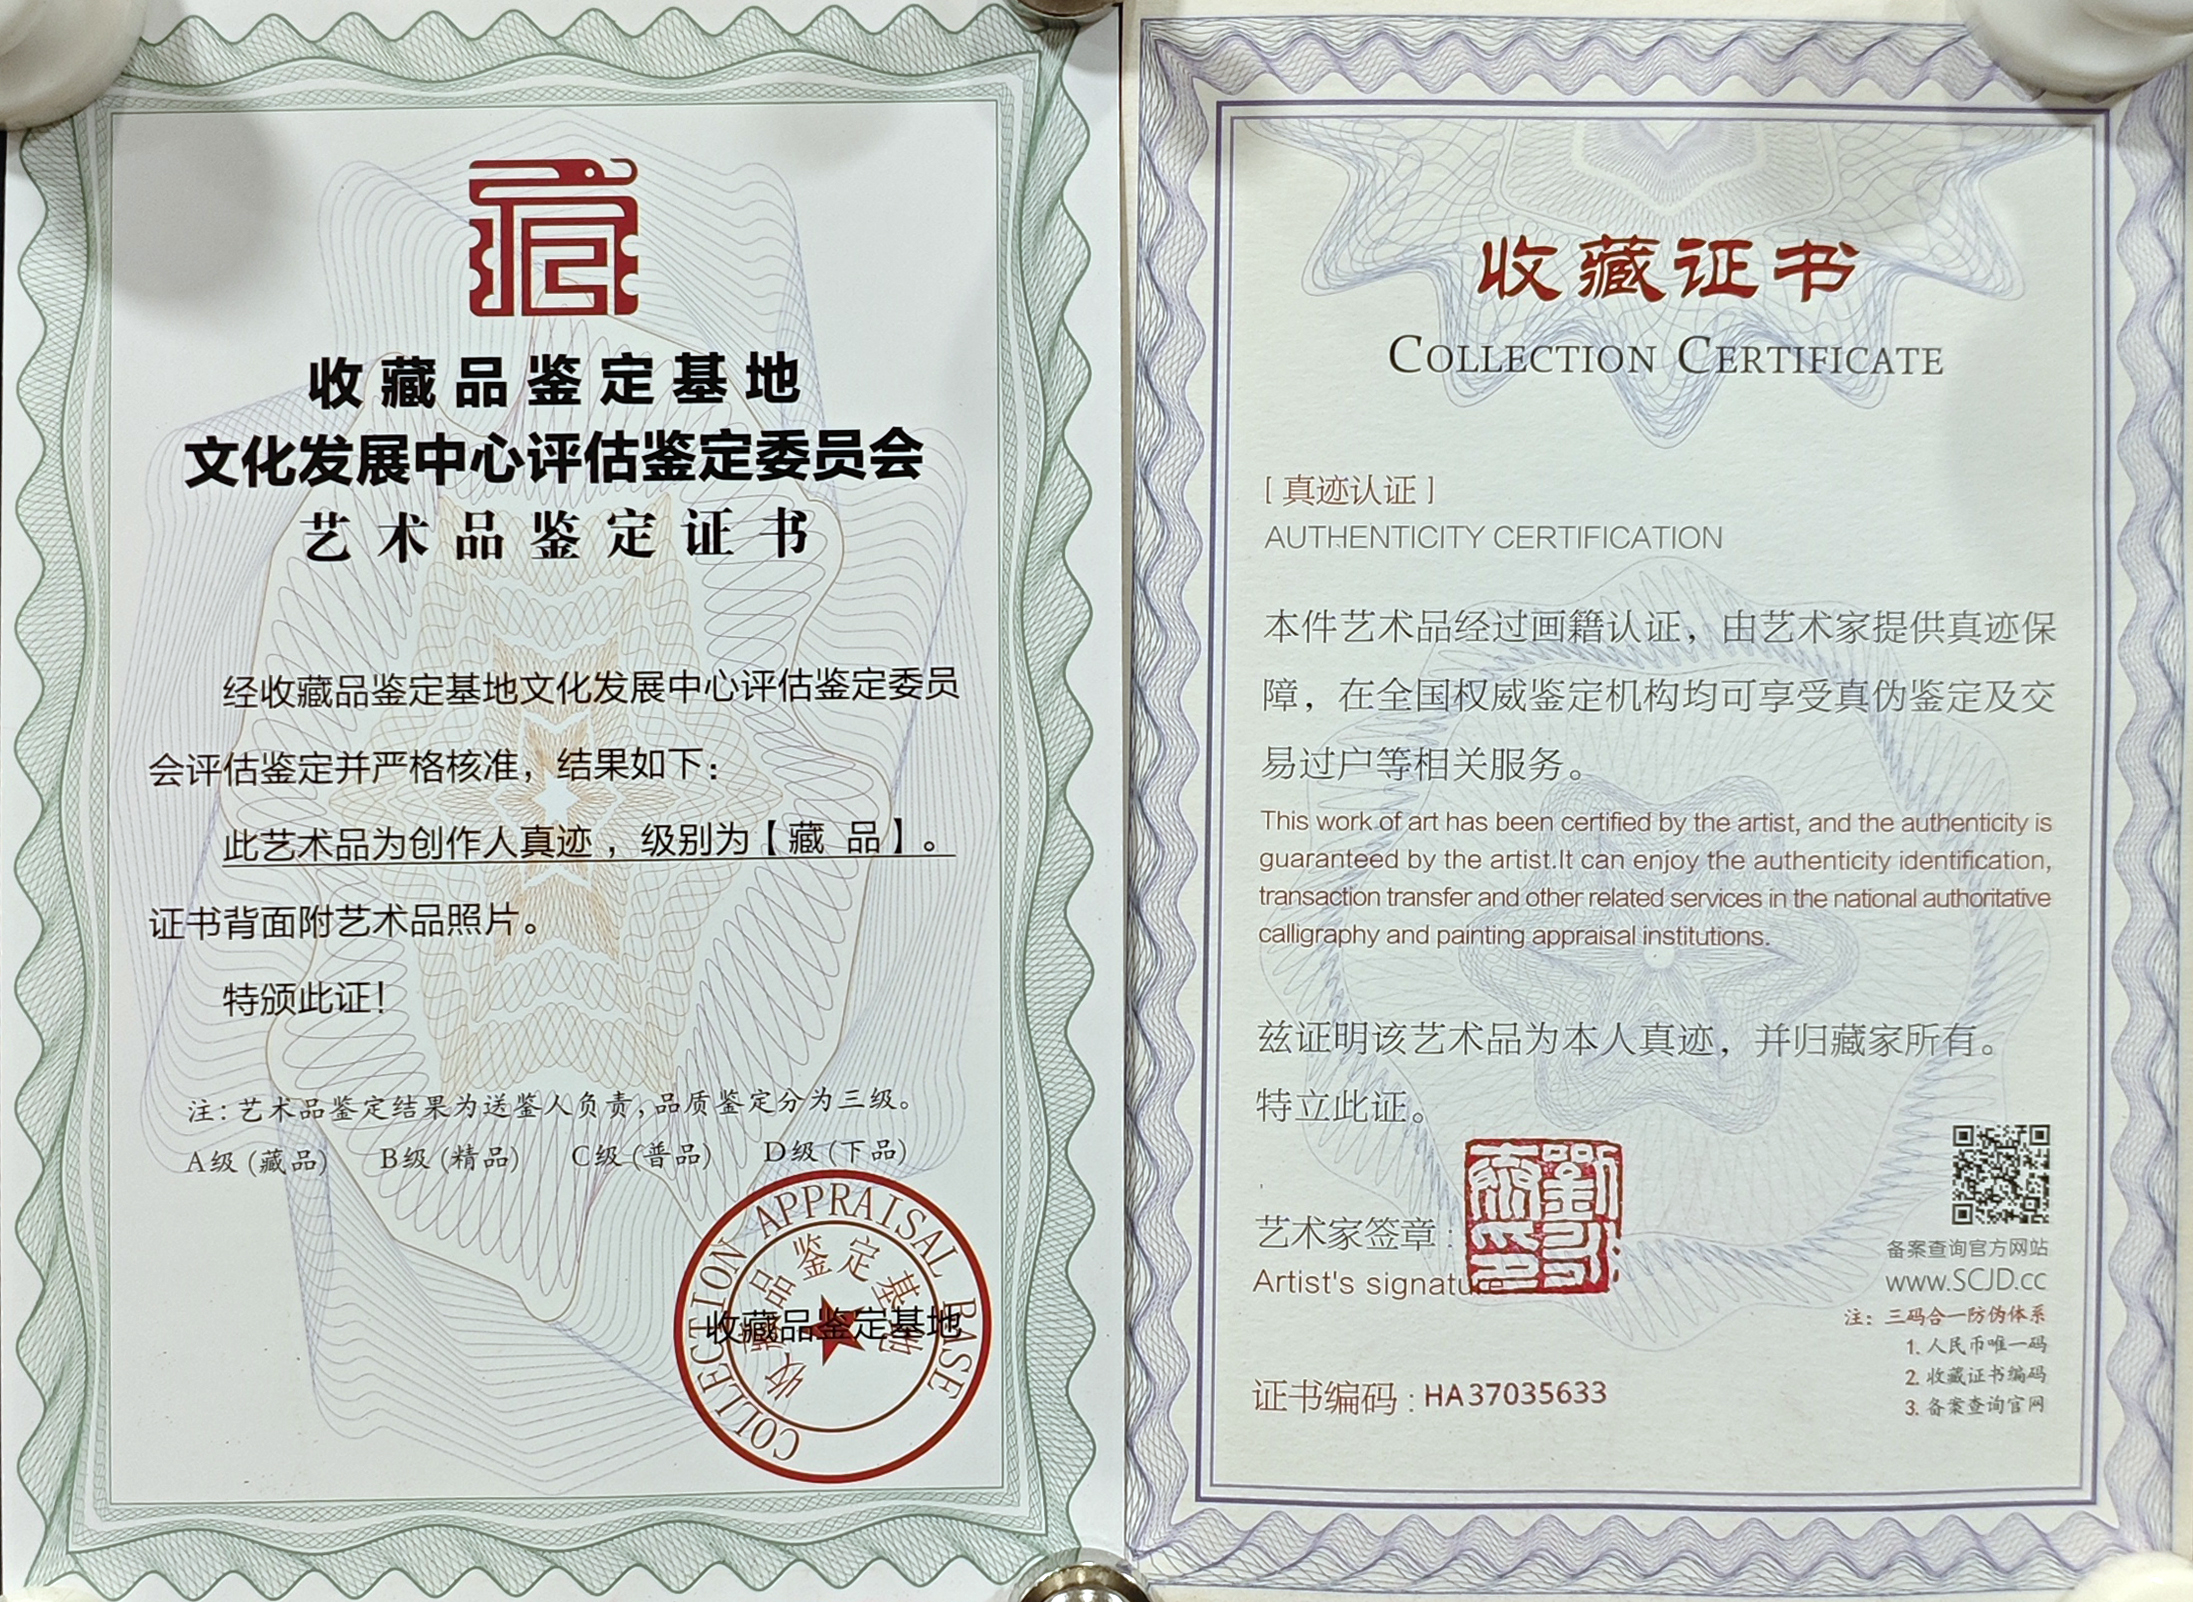 收藏品鉴定基地
文化发展中心评估鉴定委员会
艺术品鉴定证书
经收藏品鉴定基地文化发展中心评估鉴定委员
会评估鉴定并严格核准，结果如下：
此艺术品为创作人真迹，级别为【藏 品】。
证书背面附艺术品照片。
特颁此证！
注：艺术品鉴定结果为送鉴人负责，品质鉴定分为三级。
A级（藏品） B级（精品） C级（普品） D级（下品）
COLLECTION APPRAISAL BASE
收藏品鉴定基地
收藏品鉴定基地
收藏证书
COLLECTION CERTIFICATE
[ 真迹认证 ]
AUTHENTICITY CERTIFICATION
本件艺术品经过画籍认证，由艺术家提供真迹保
障，在全国权威鉴定机构均可享受真伪鉴定及交
易过户等相关服务。
This work of art has been certified by the artist, and the authenticity is
guaranteed by the artist.It can enjoy the authenticity identification,
transaction transfer and other related services in the national authoritative
calligraphy and painting appraisal institutions.
兹证明该艺术品为本人真迹，并归藏家所有。
特立此证。
艺术家签章：
Artist's signature
证书编码：HA37035633
备案查询官方网站
www.SCJD.cc
注：三码合一防伪体系
1. 人民币唯一码
2. 收藏证书编码
3. 备案查询官网